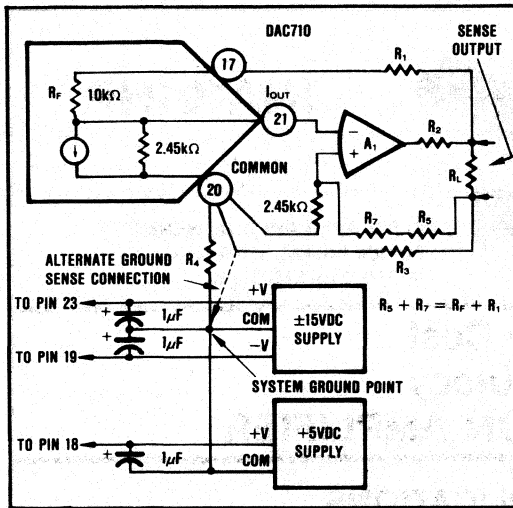 DAC710
SENSE
OUTPUT
17
R1
RF
10kΩ
IOUT
21
2.45kΩ
−
+
A1
R2
RL
COMMON
20
2.45kΩ
R7
R5
R3
ALTERNATE GROUND
SENSE CONNECTION
R4
TO PIN 23
+
1μF
+
1μF
TO PIN 19
+V
COM
−V
±15VDC
SUPPLY
R5 + R7 = RF + R1
SYSTEM GROUND POINT
TO PIN 18
+
1μF
+V
COM
+5VDC
SUPPLY